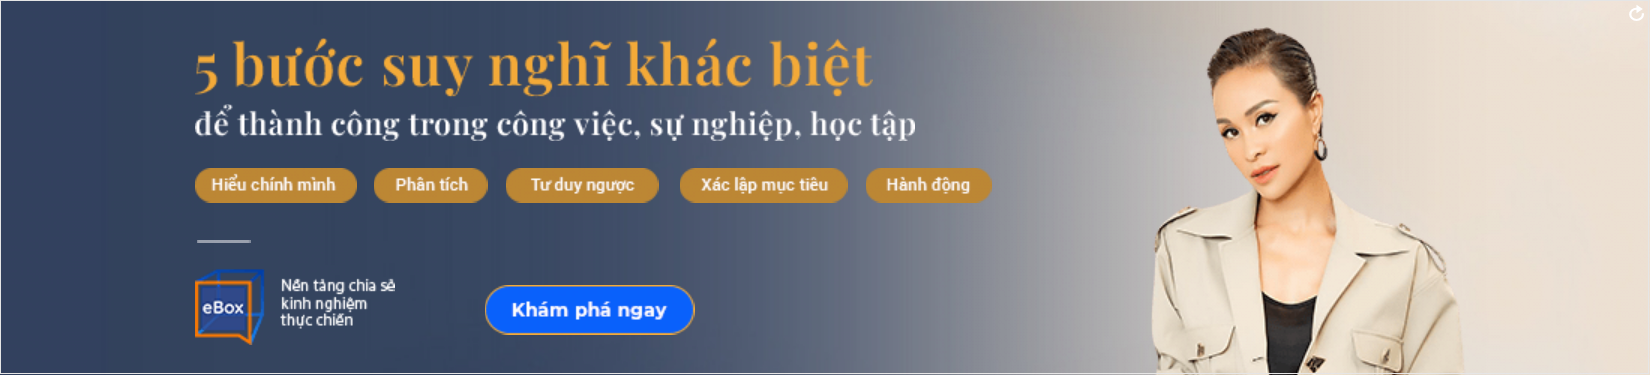 5 bước suy nghĩ khác biệt
để thành công trong công việc, sự nghiệp, học tập
Hiểu chính mình
Phân tích
Tư duy ngược
Xác lập mục tiêu
Hành động
eBox
Nền tảng chia sẻ
kinh nghiệm
thực chiến
Khám phá ngay